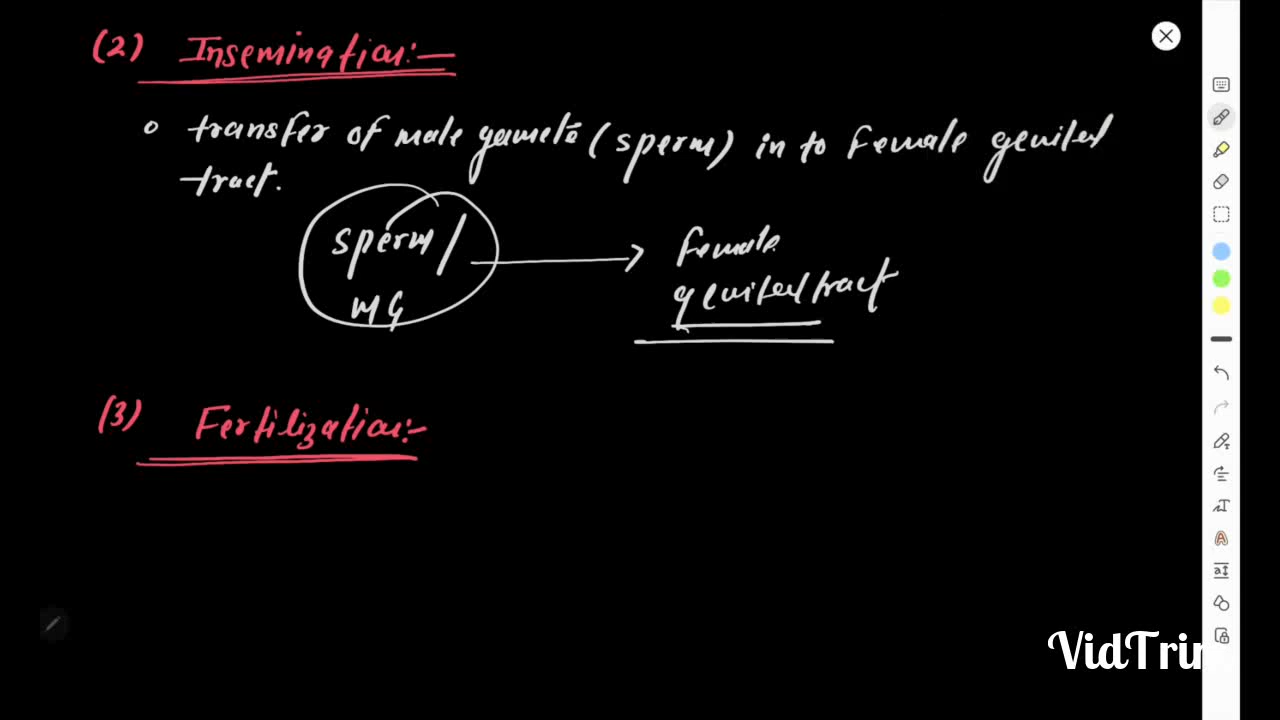 (2) Insemination:-
o transfer of male gamete (sperm) in to female genital
tract.
sperm/
MG
female
genital tract
(3) Fertilization:-
VidTrim